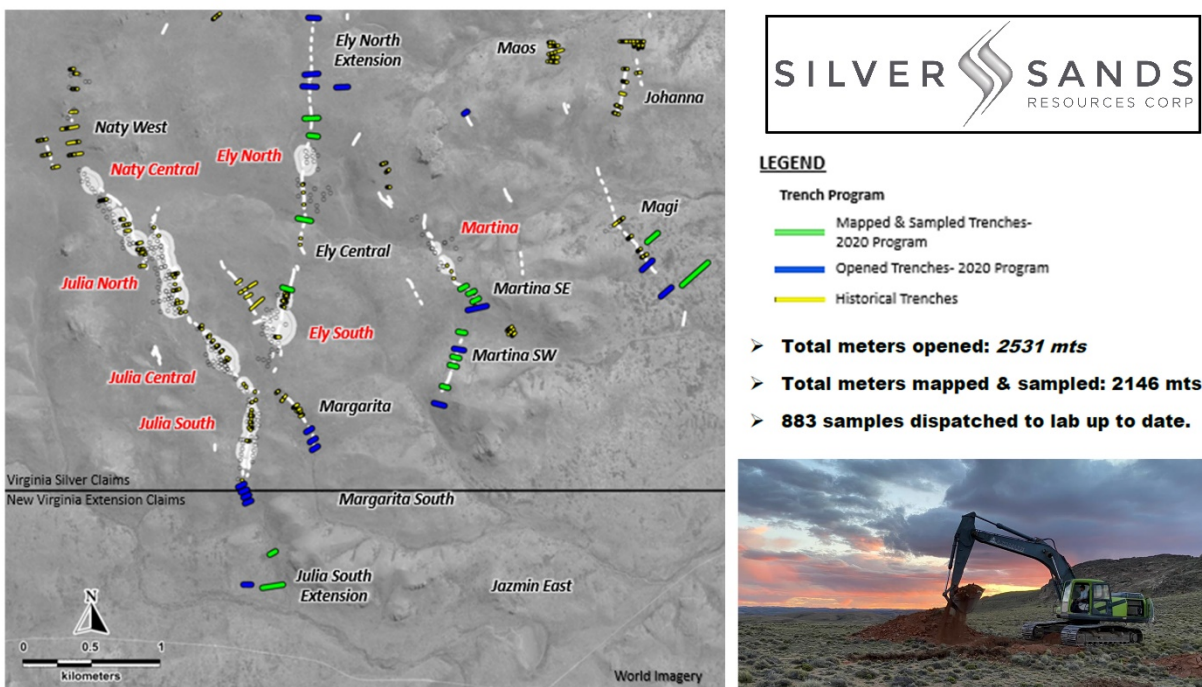 Ely North
Extension
Maos
Johanna
Naty West
Naty Central
Ely North
Martina
Magi
Ely Central
Julia North
Martina SE
Ely South
Martina SW
Julia Central
Margarita
Julia South
Virginia Silver Claims
New Virginia Extension Claims
Margarita South
Julia South
Extension
Jazmin East
N
0 0.5 1
kilometers
World Imagery
SILVER SANDS
RESOURCES CORP
LEGEND
Trench Program
Mapped & Sampled Trenches-
2020 Program
Opened Trenches- 2020 Program
Historical Trenches
➢ Total meters opened: 2531 mts
➢ Total meters mapped & sampled: 2146 mts
➢ 883 samples dispatched to lab up to date.